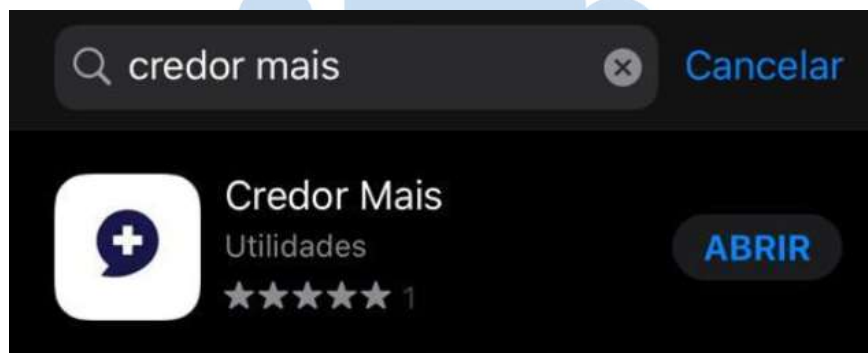 credor mais
Cancelar
Credor Mais
Utilidades
ABRIR
1